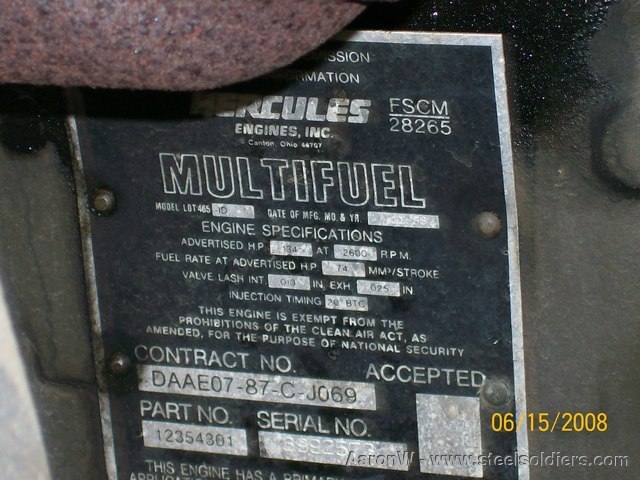 SSION
RMATION
HERCULES FSCM
ENGINES, INC. 28265
Canton, Ohio 44707
MULTIFUEL
MODEL LDT 465 1D DATE OF MFG. MO. & YR.
ENGINE SPECIFICATIONS
ADVERTISED H.P. 134 AT 2600 R.P.M.
FUEL RATE AT ADVERTISED H.P 74 MM³/STROKE
VALVE LASH INT. 010 IN, EXH. 025 IN
INJECTION TIMING 20° BTC
THIS ENGINE IS EXEMPT FROM THE
PROHIBITIONS OF THE CLEAN AIR ACT, AS
AMENDED, FOR THE PURPOSE OF NATIONAL SECURITY
CONTRACT NO. ACCEPTED
DAAE07-87-C-J069
PART NO. SERIAL NO.
12354301
THIS ENGINE HAS A
06/15/2008
AaronW - www.steelsoldiers.com